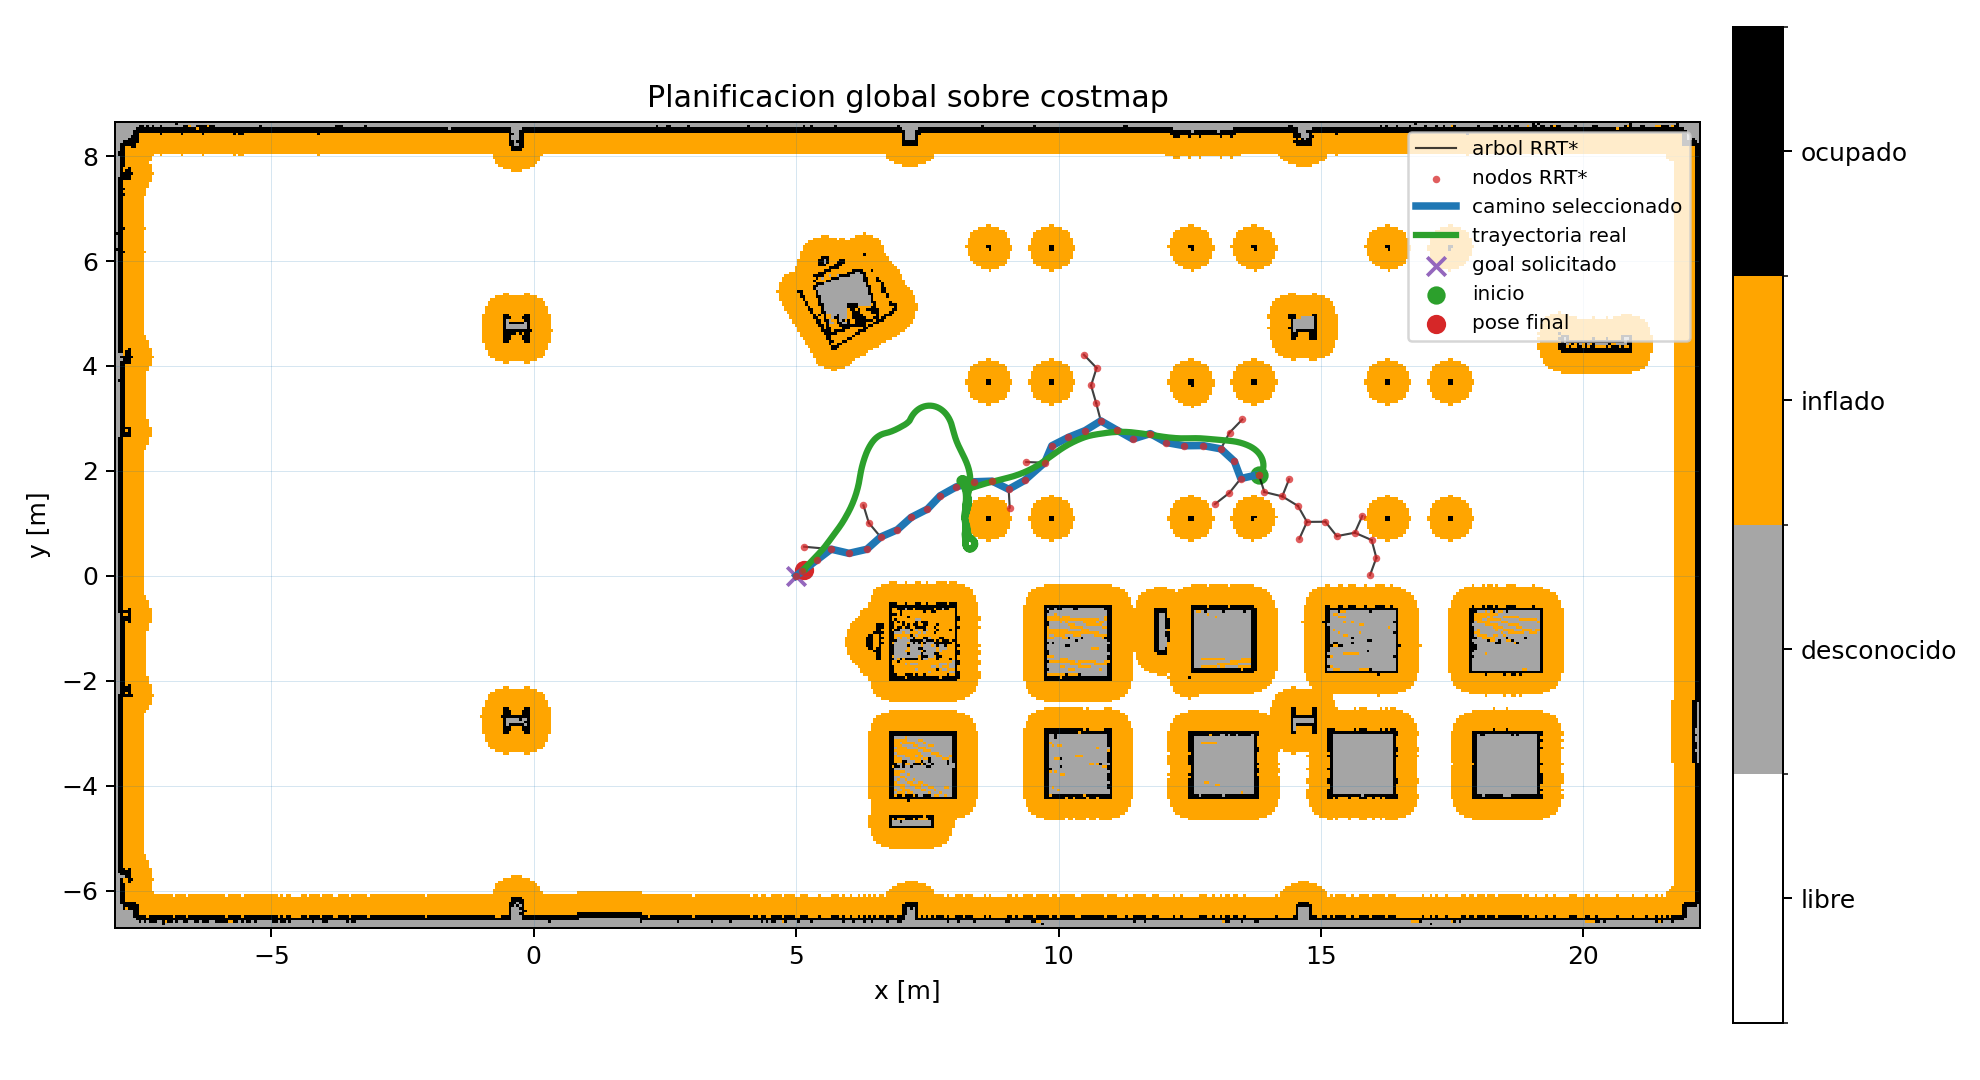 Planificacion global sobre costmap
arbol RRT*
nodos RRT*
camino seleccionado
trayectoria real
goal solicitado
inicio
pose final
8
6
4
2
0
−2
−4
−6
y [m]
−5
0
5
10
15
20
x [m]
ocupado
inflado
desconocido
libre